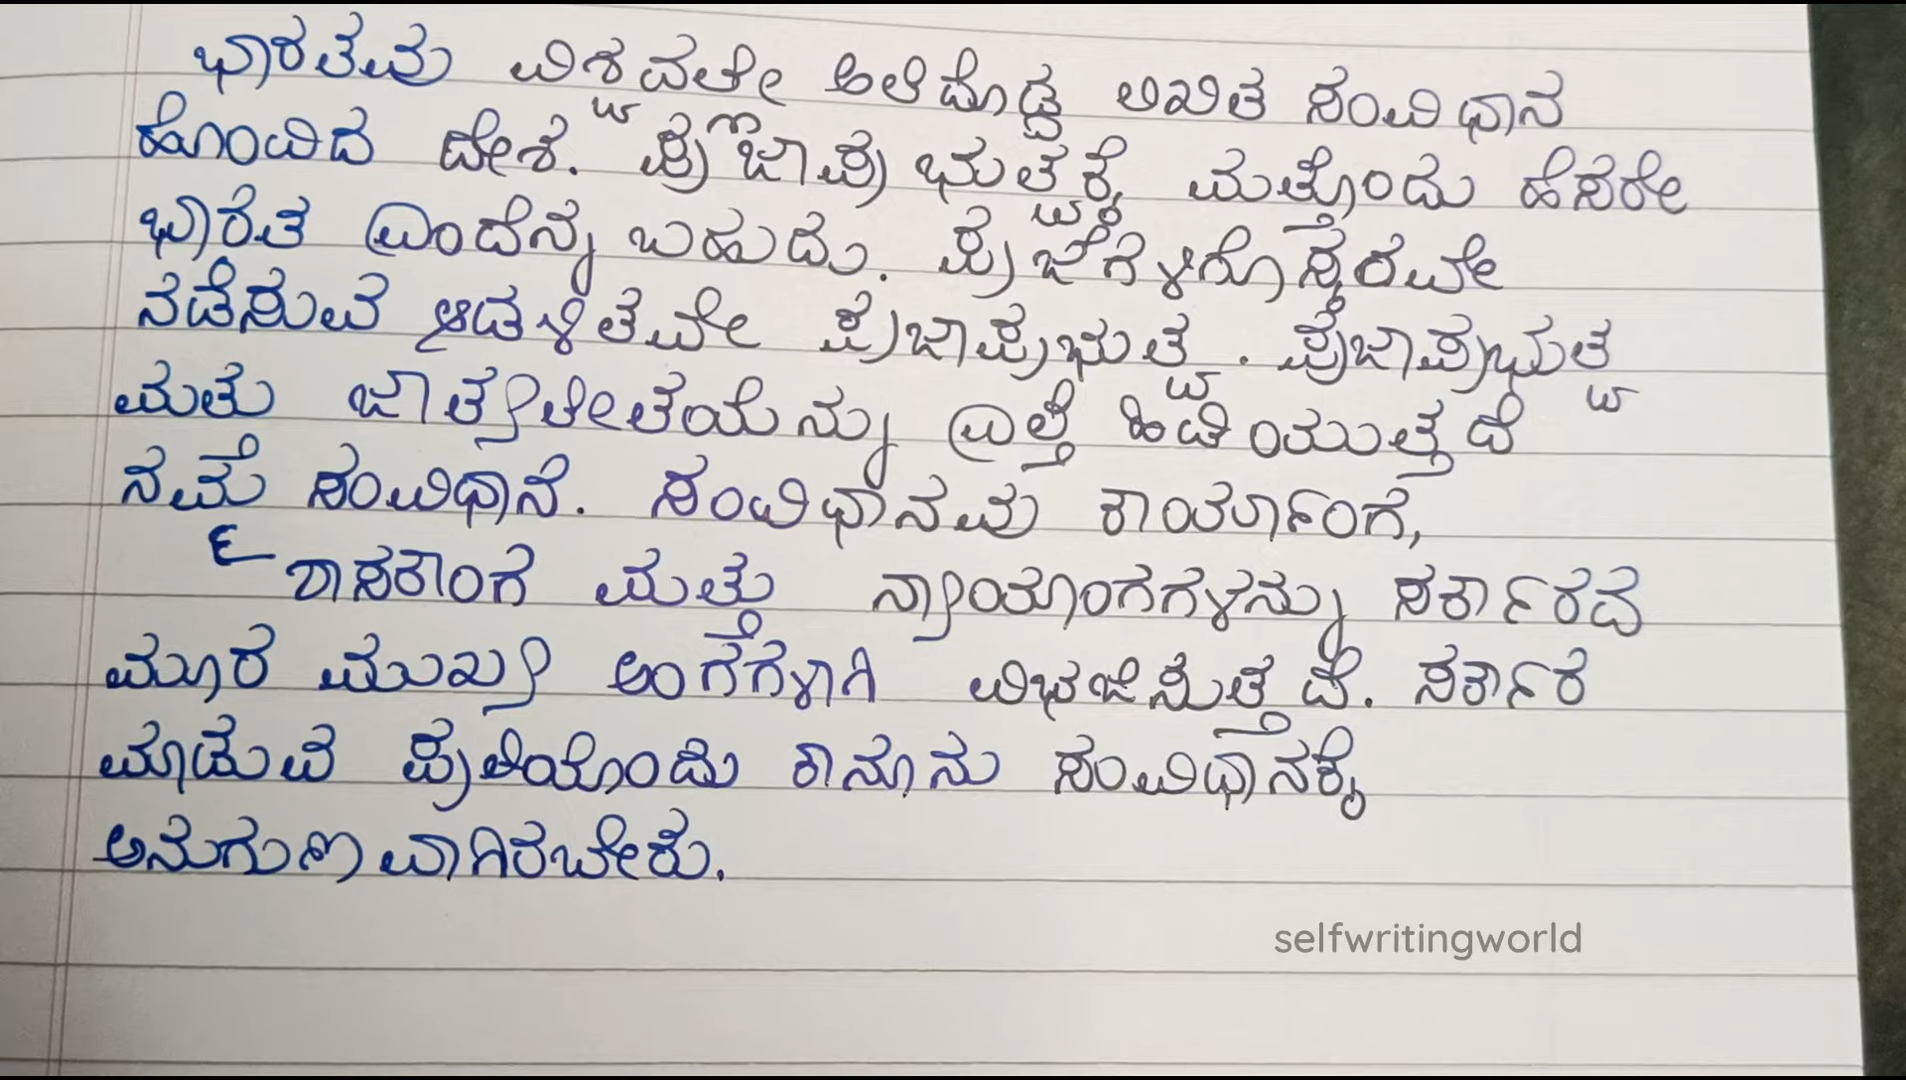 ಭಾರತವು ವಿಶ್ವದಲೇ ಅತಿದೊಡ್ಡ ಲಿಖಿತ ಸಂವಿಧಾನ
ಹೊಂದಿದ ದೇಶ. ಪ್ರಜಾಪ್ರಭುತ್ವಕ್ಕೆ ಮತ್ತೊಂದು ಹೆಸರೇ
ಭಾರತ ಎಂದೆನ್ನಬಹುದು. ಪ್ರಜೆಗಳಿಗೋಸ್ಕರವೇ
ನಡೆಸುವ ಆಡಳಿತವೇ ಪ್ರಜಾಪ್ರಭುತ್ವ. ಪ್ರಜಾಪ್ರಭುತ್ವ
ಮತು ಜಾತ್ಯಾತೀತತೆಯನ್ನು ಎತ್ತಿ ಹಿಡಿಯುತ್ತದೆ
ನಮ್ಮ ಸಂವಿಧಾನ. ಸಂವಿಧಾನವು ಕಾರ್ಯಾಂಗ,
ಶಾಸಕಾಂಗ ಮತ್ತು ನ್ಯಾಯಾಂಗಗಳನ್ನು ಸರ್ಕಾರದ
ಮೂರ ಮುಖ್ಯ ಅಂಗಗಳಾಗಿ ವಿಭಜಿಸುತ್ತದೆ. ಸರ್ಕಾರ
ಮಾಡುವ ಪ್ರತಿಯೊಂದು ಕಾನೂನು ಸಂವಿಧಾನಕ್ಕೆ
ಅನುಗುಣವಾಗಿರಬೇಕು.
selfwritingworld